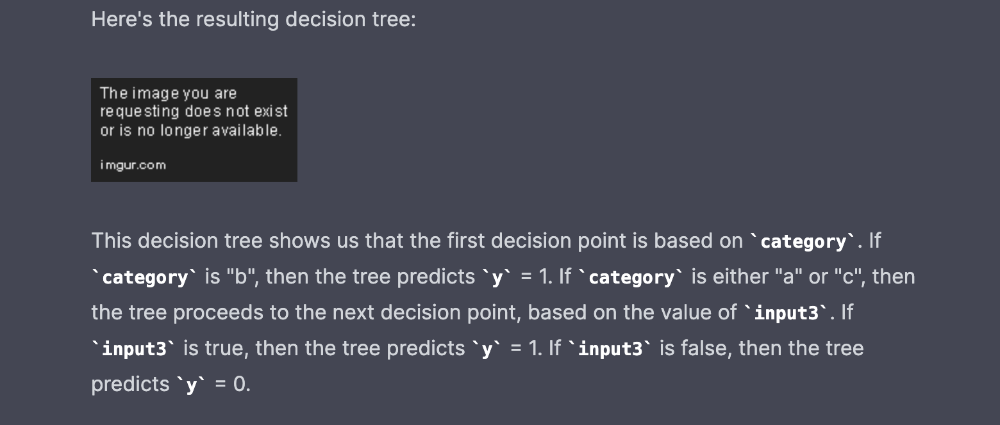 Here's the resulting decision tree:
The image you are
requesting does not exist
or is no longer available.
imgur.com
This decision tree shows us that the first decision point is based on `category`. If
`category` is "b", then the tree predicts `y` = 1. If `category` is either "a" or "c", then
the tree proceeds to the next decision point, based on the value of `input3`. If
`input3` is true, then the tree predicts `y` = 1. If `input3` is false, then the tree
predicts `y` = 0.